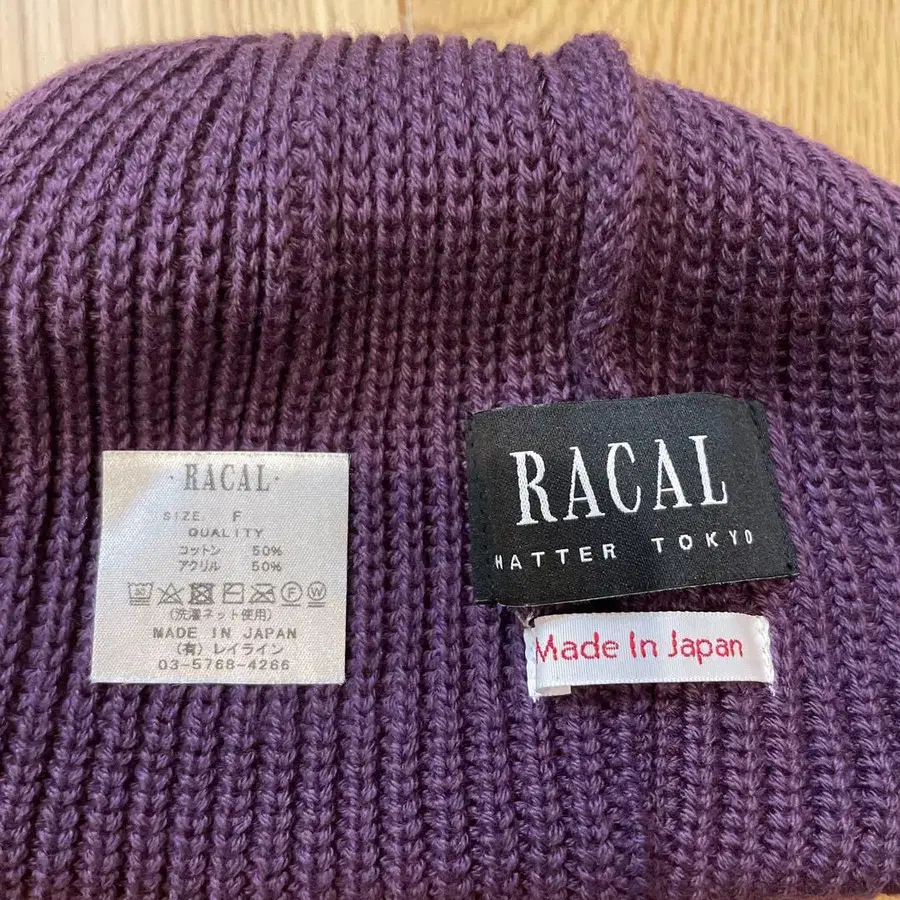 ·RACAL·
SIZE. F
QUALITY
コットン 50%
アクリル 50%
(洗濯ネット使用)
MADE IN JAPAN
(有)レイライン
03-5768-4266
RACAL
HATTER TOKYO
Made In Japan